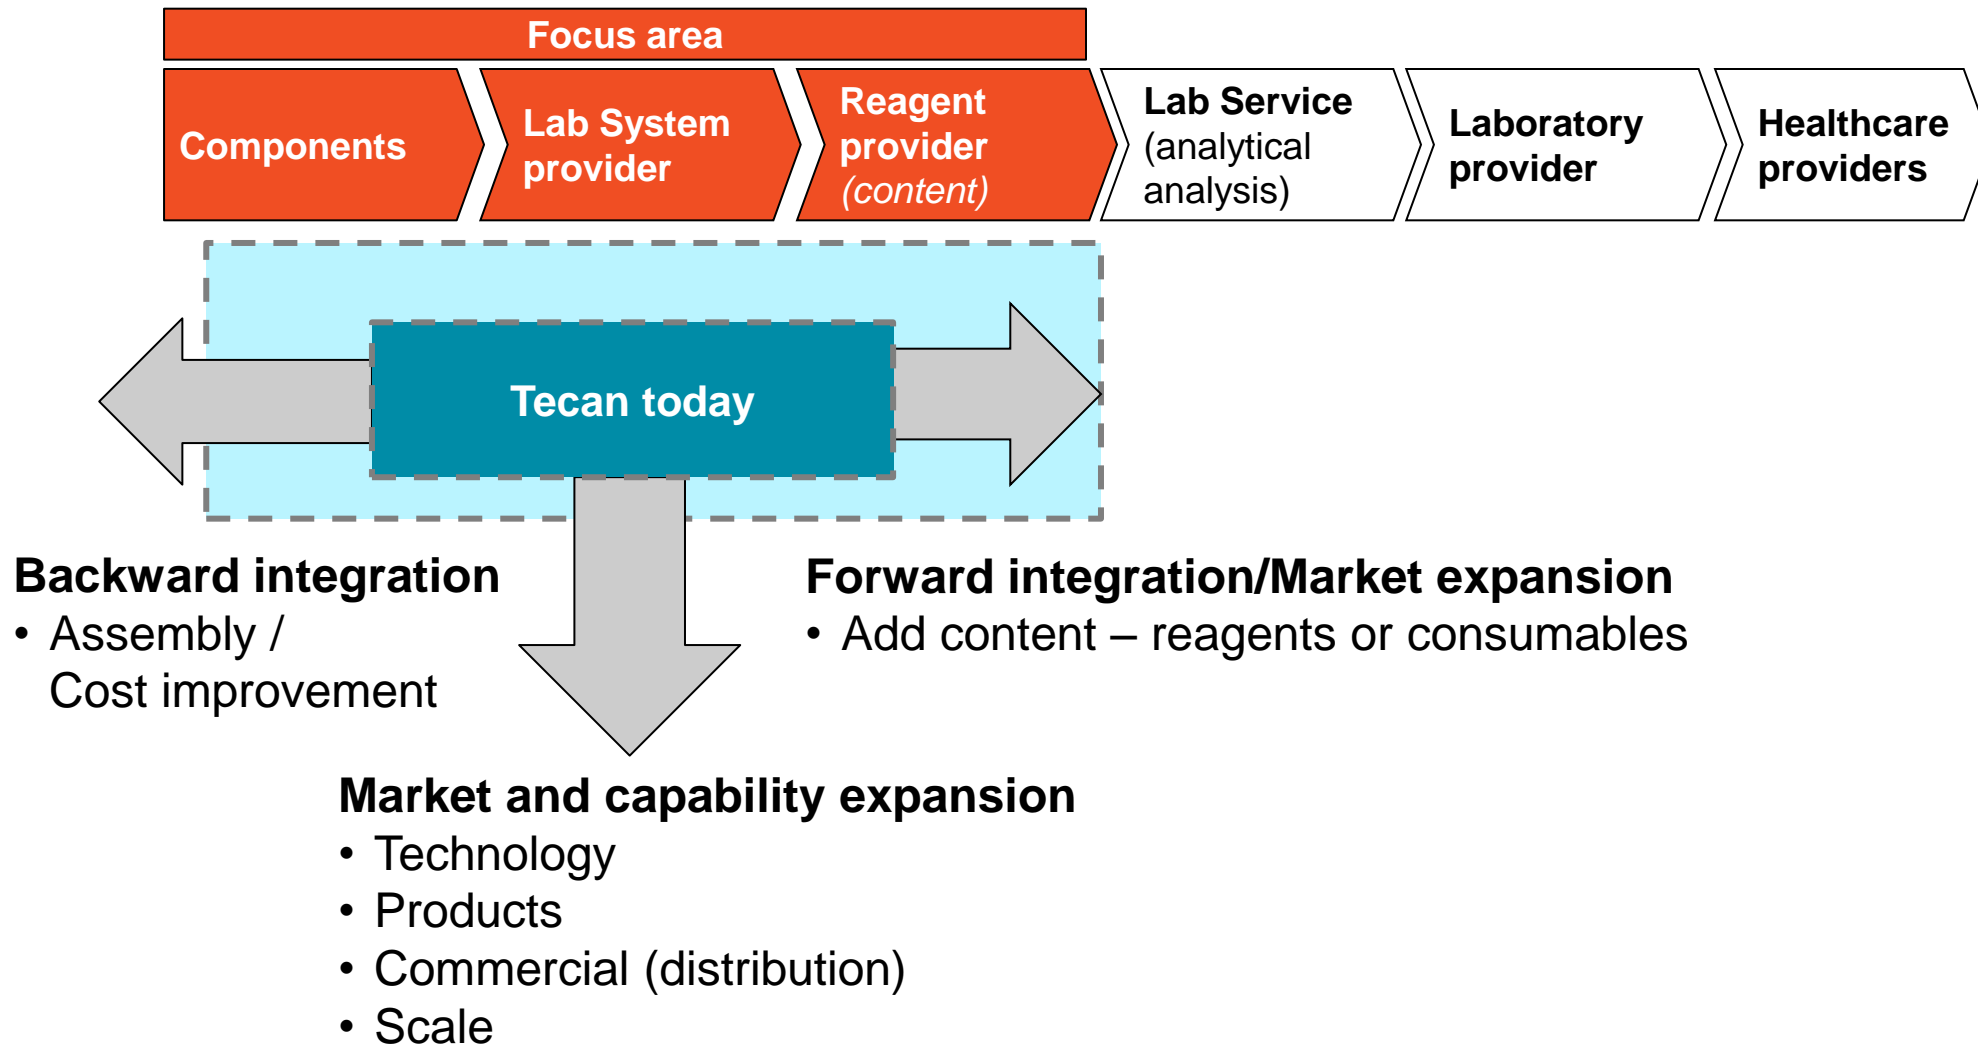 Focus area
Components
Lab System
provider
Reagent
provider
(content)
Lab Service
(analytical
analysis)
Laboratory
provider
Healthcare
providers
Tecan today
Backward integration
• Assembly /
Cost improvement
Forward integration/Market expansion
• Add content – reagents or consumables
Market and capability expansion
• Technology
• Products
• Commercial (distribution)
• Scale